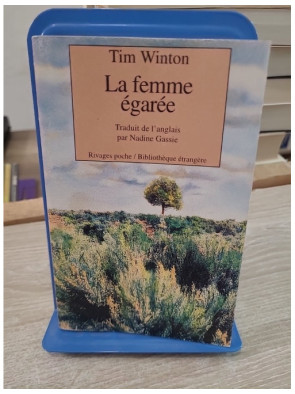 Tim Winton
La femme
égarée
Traduit de l'anglais
par Nadine Gassie
Rivages poche / Bibliothèque étrangère